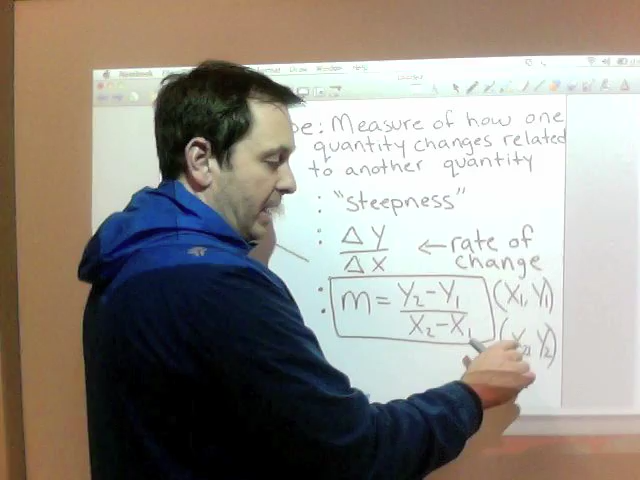 pe: Measure of how one
quantity changes related
to another quantity
: "steepness"
: ΔY/ΔX ← rate of change
: m = Y₂-Y₁/X₂-X₁ (X₁, Y₁)
(X₂, Y₂)